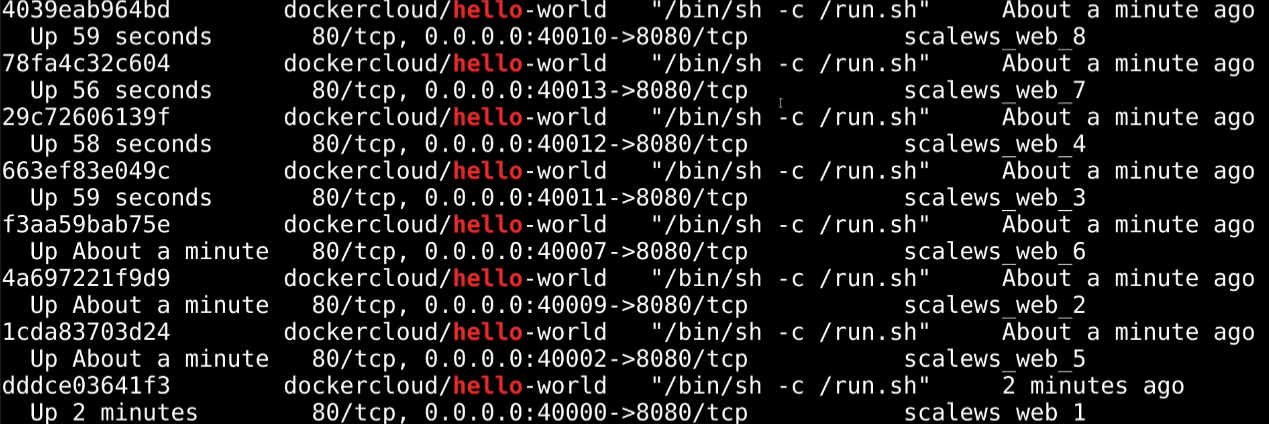 4039eab964bd dockercloud/hello-world "/bin/sh -c /run.sh" About a minute ago
Up 59 seconds 80/tcp, 0.0.0.0:40010->8080/tcp scalews_web_8
78fa4c32c604 dockercloud/hello-world "/bin/sh -c /run.sh" About a minute ago
Up 56 seconds 80/tcp, 0.0.0.0:40013->8080/tcp scalews_web_7
29c72606139f dockercloud/hello-world "/bin/sh -c /run.sh" About a minute ago
Up 58 seconds 80/tcp, 0.0.0.0:40012->8080/tcp scalews_web_4
663ef83e049c dockercloud/hello-world "/bin/sh -c /run.sh" About a minute ago
Up 59 seconds 80/tcp, 0.0.0.0:40011->8080/tcp scalews_web_3
f3aa59bab75e dockercloud/hello-world "/bin/sh -c /run.sh" About a minute ago
Up About a minute 80/tcp, 0.0.0.0:40007->8080/tcp scalews_web_6
4a697221f9d9 dockercloud/hello-world "/bin/sh -c /run.sh" About a minute ago
Up About a minute 80/tcp, 0.0.0.0:40009->8080/tcp scalews_web_2
1cda83703d24 dockercloud/hello-world "/bin/sh -c /run.sh" About a minute ago
Up About a minute 80/tcp, 0.0.0.0:40002->8080/tcp scalews_web_5
dddce03641f3 dockercloud/hello-world "/bin/sh -c /run.sh" 2 minutes ago
Up 2 minutes 80/tcp, 0.0.0.0:40000->8080/tcp scalews_web_1